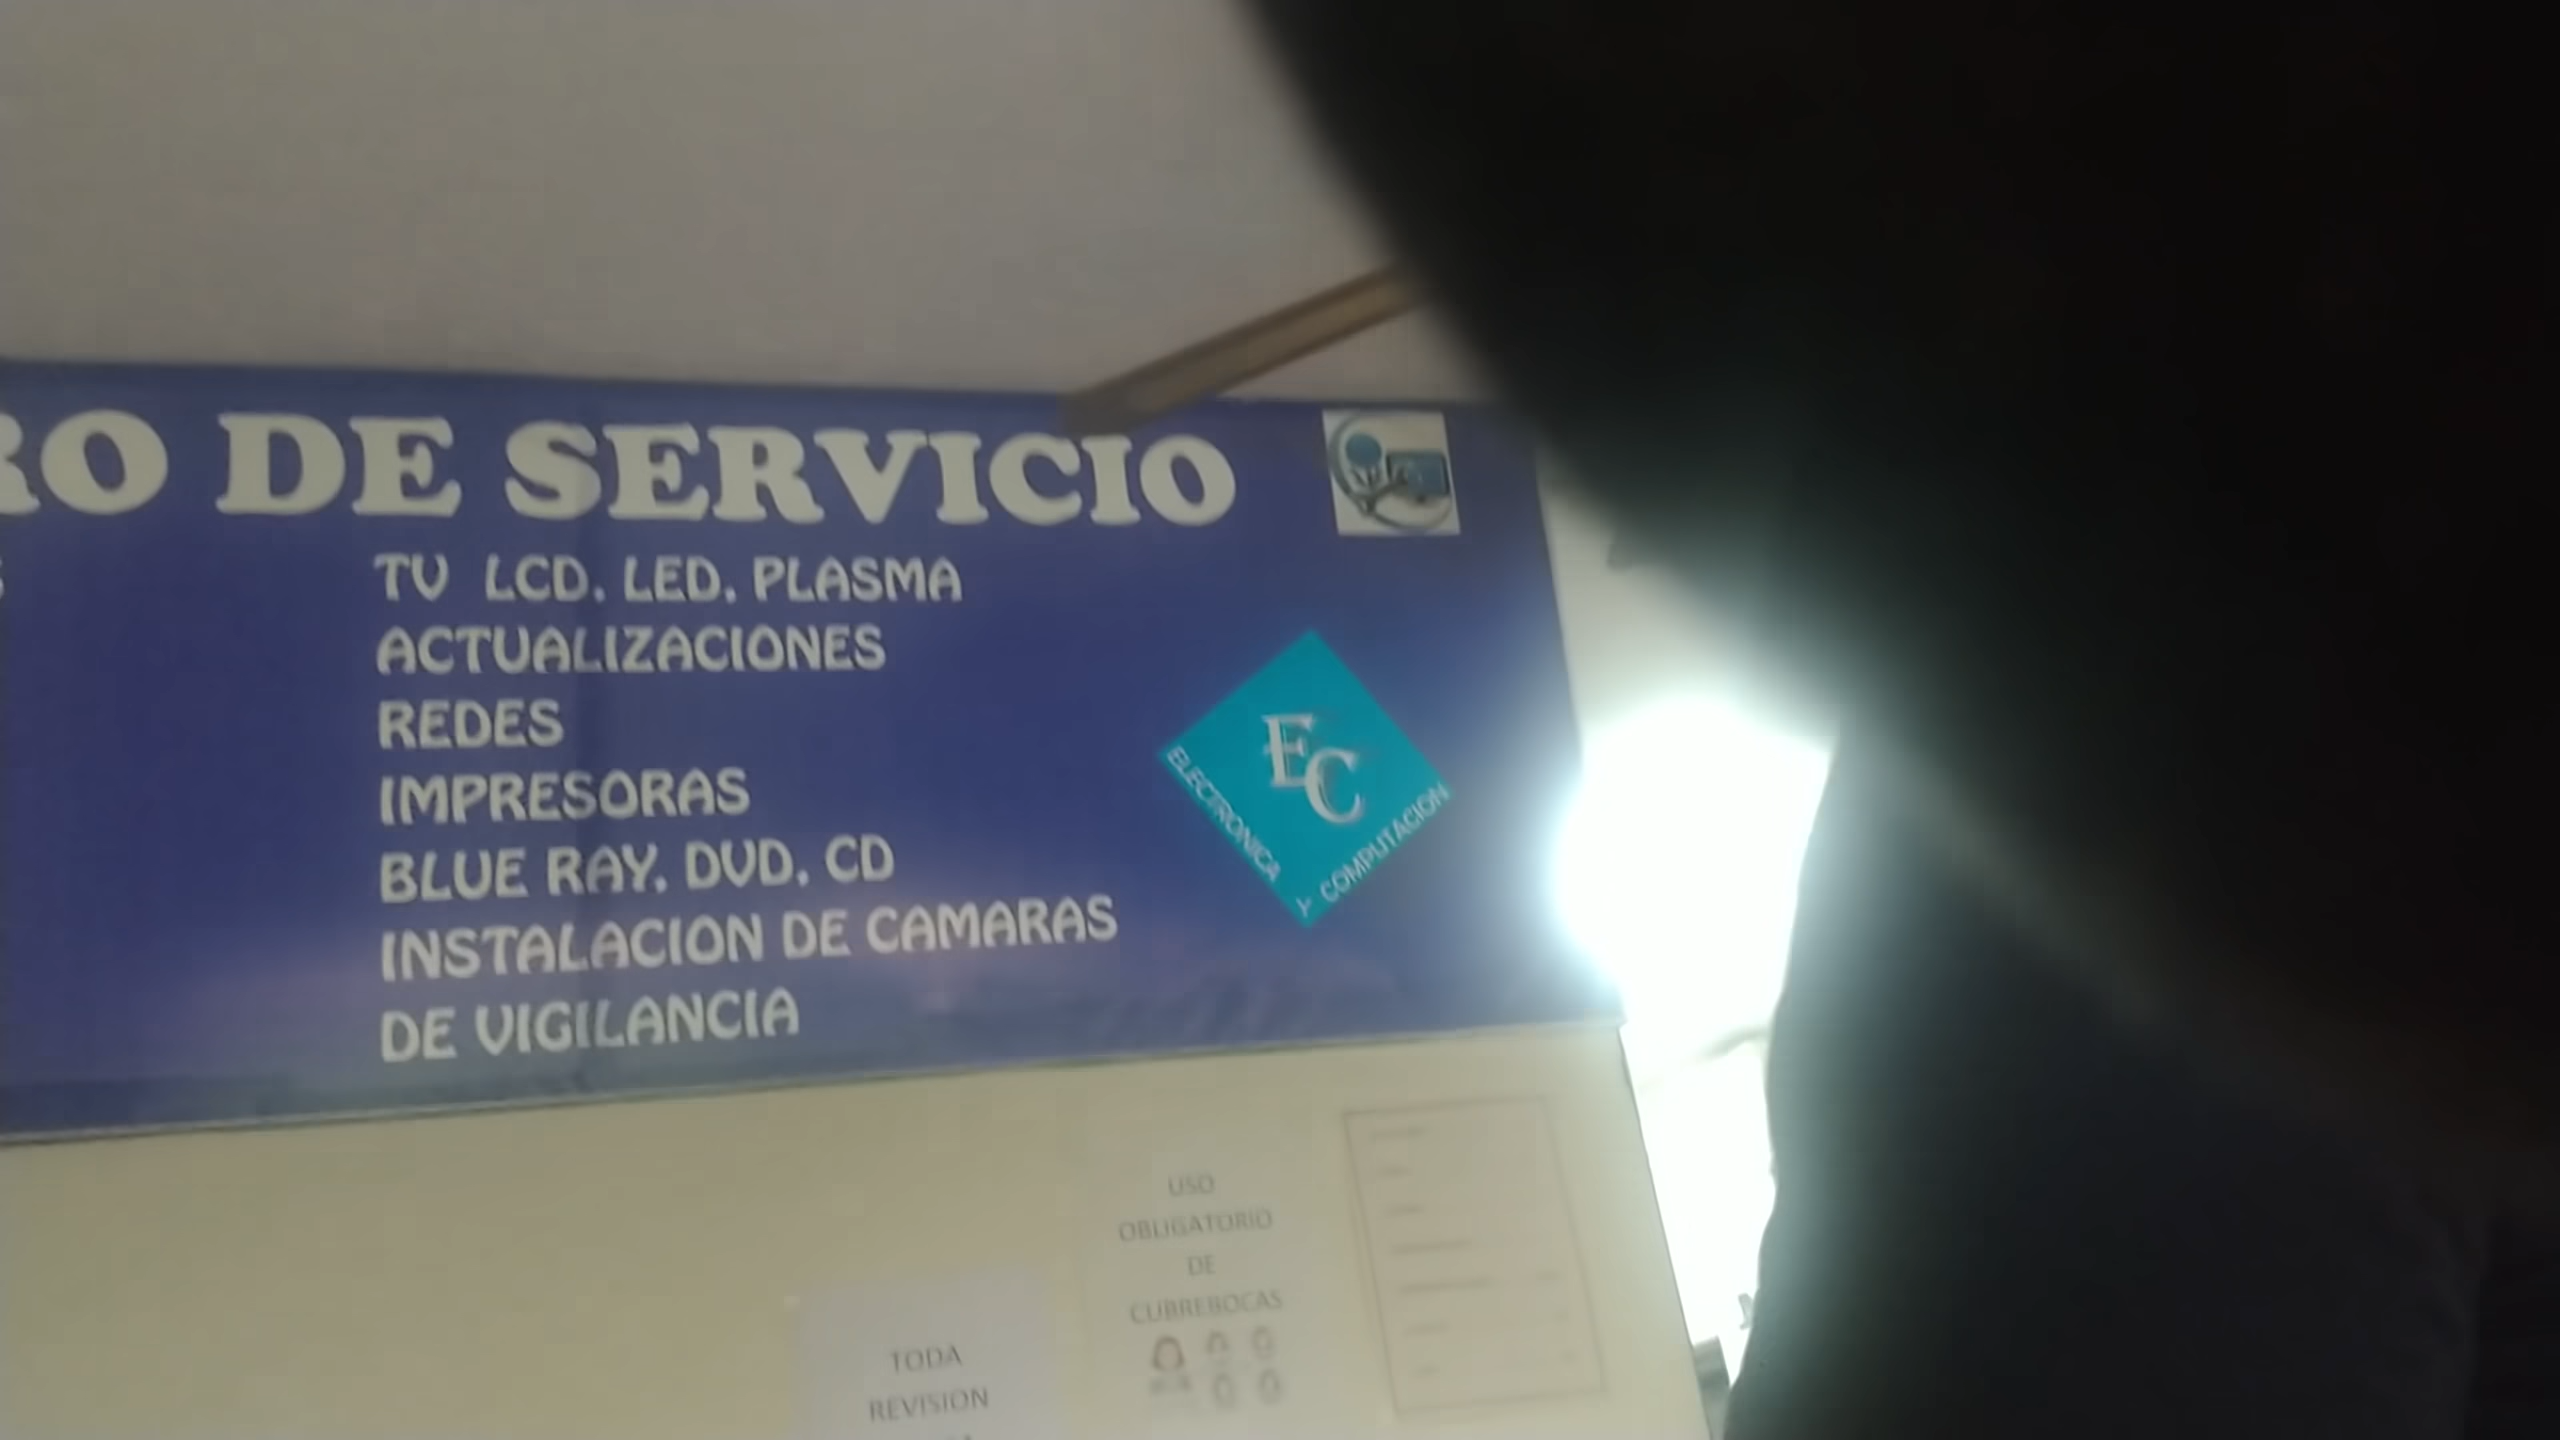 RO DE SERVICIO
TV LCD, LED, PLASMA
ACTUALIZACIONES
REDES
IMPRESORAS
BLUE RAY, DVD, CD
INSTALACION DE CAMARAS
DE VIGILANCIA
EC
ELECTRONICA
Y COMPUTACION
USO
OBLIGATORIO
DE
CUBREBOCAS
TODA
REVISION